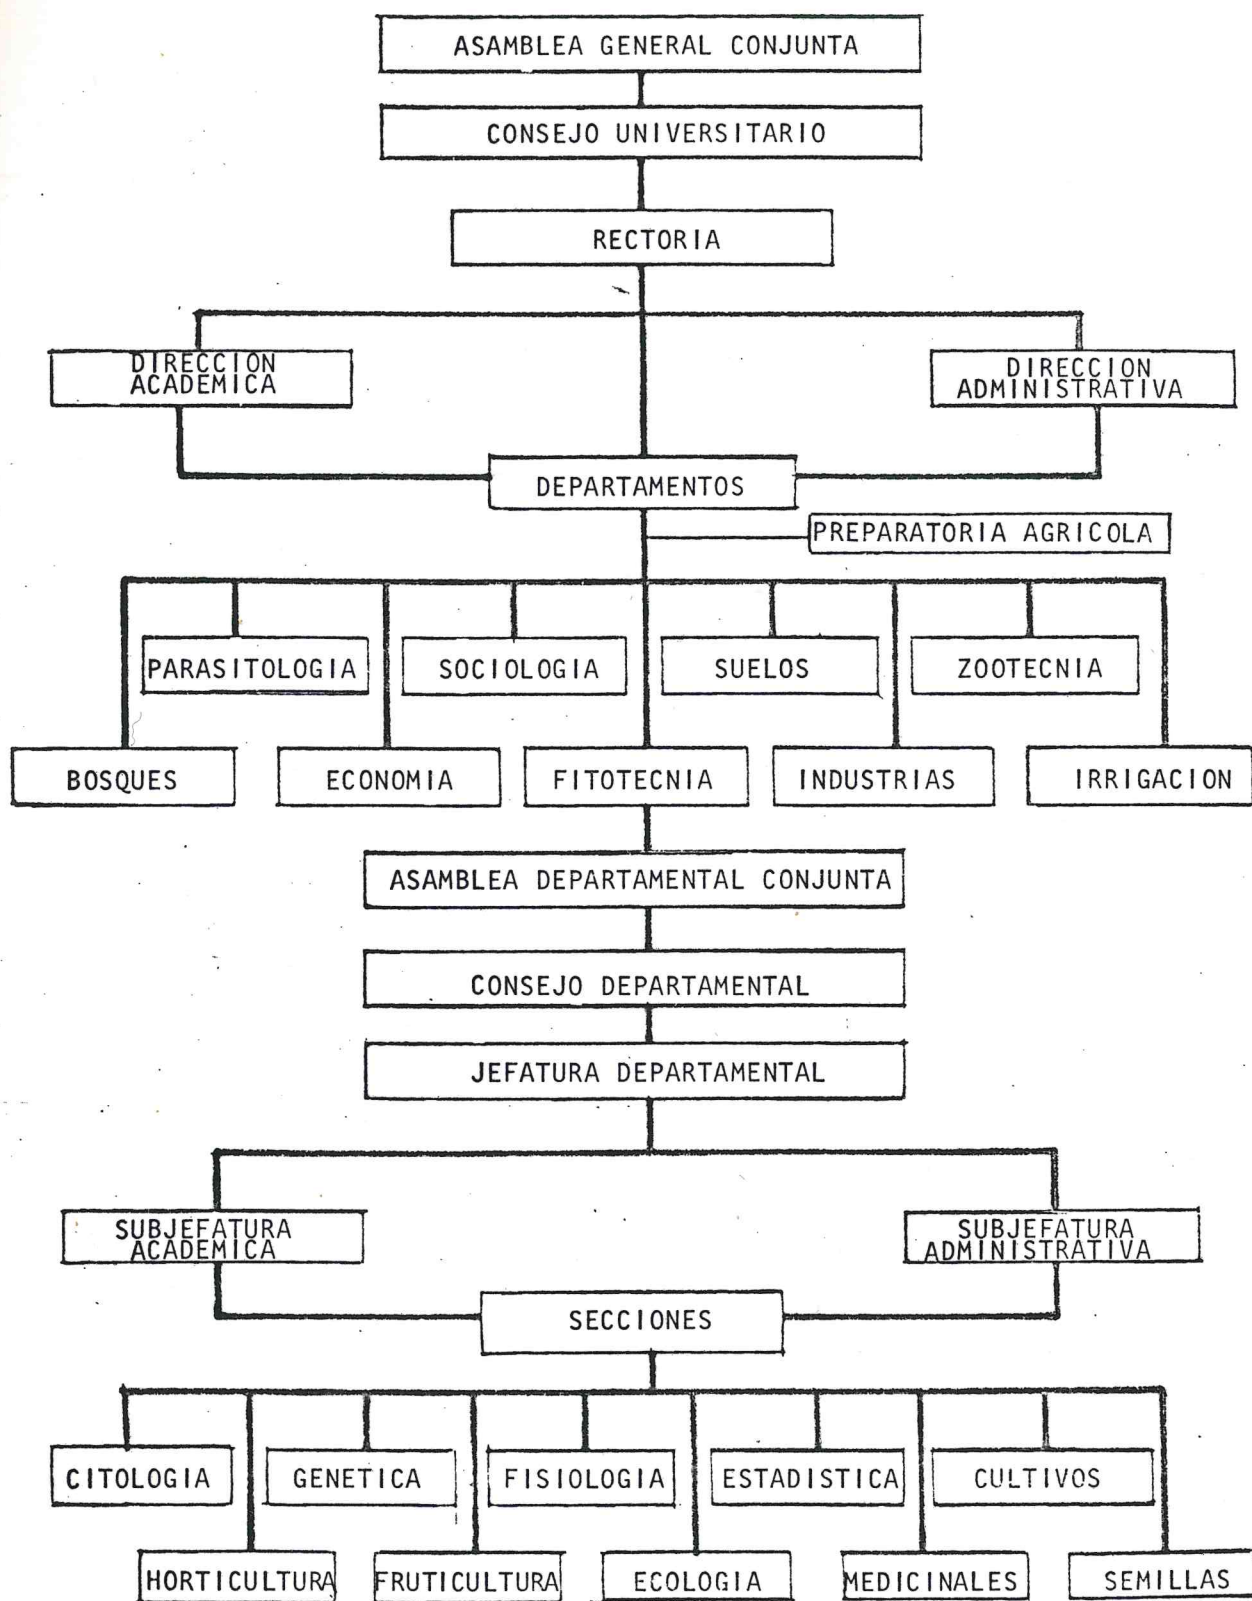 ASAMBLEA GENERAL CONJUNTA
CONSEJO UNIVERSITARIO
RECTORIA
DIRECCION
ACADEMICA
DIRECCION
ADMINISTRATIVA
DEPARTAMENTOS
PREPARATORIA AGRICOLA
PARASITOLOGIA
SOCIOLOGIA
SUELOS
ZOOTECNIA
BOSQUES
ECONOMIA
FITOTECNIA
INDUSTRIAS
IRRIGACION
ASAMBLEA DEPARTAMENTAL CONJUNTA
CONSEJO DEPARTAMENTAL
JEFATURA DEPARTAMENTAL
SUBJEFATURA
ACADEMICA
SUBJEFATURA
ADMINISTRATIVA
SECCIONES
CITOLOGIA
GENETICA
FISIOLOGIA
ESTADISTICA
CULTIVOS
HORTICULTURA
FRUTICULTURA
ECOLOGIA
MEDICINALES
SEMILLAS